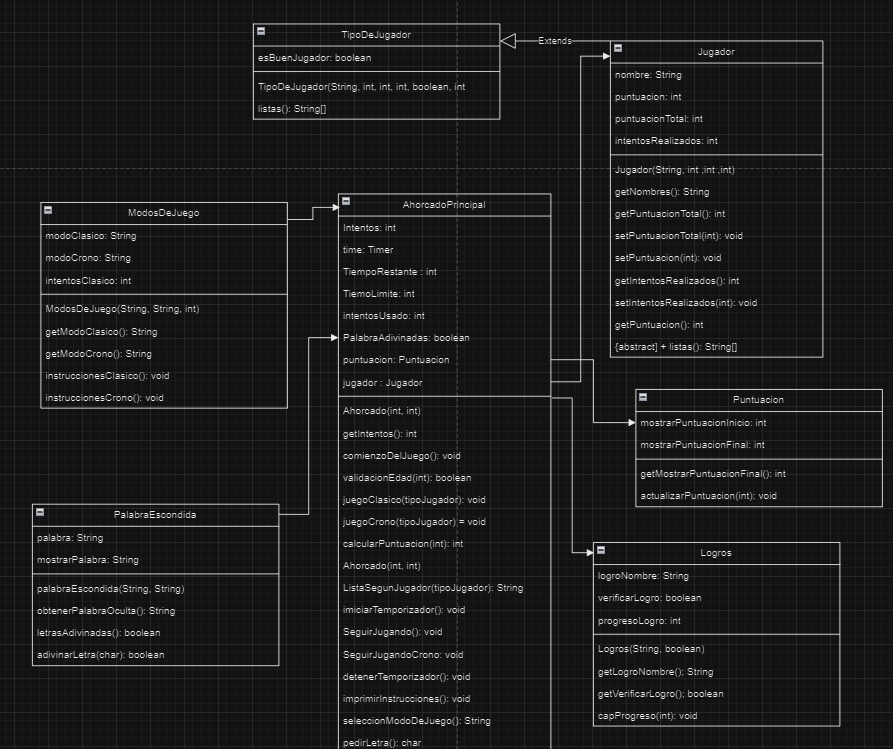 TipoDeJugador
esBuenJugador: boolean
TipoDeJugador(String, int, int, int, boolean, int
listas(): String[]
Extends
Jugador
nombre: String
puntuacion: int
puntuacionTotal: int
intentosRealizados: int
Jugador(String, int ,int ,int)
getNombres(): String
getPuntuacionTotal(): int
setPuntuacionTotal(int): void
setPuntuacion(int): void
getIntentosRealizados(): int
setIntentosRealizados(int): void
getPuntuacion(): int
{abstract} + listas(): String[]
ModosDeJuego
modoClasico: String
modoCrono: String
intentosClasico: int
ModosDeJuego(String, String, int)
getModoClasico(): String
getModoCrono(): String
instruccionesClasico(): void
instruccionesCrono(): void
AhorcadoPrincipal
Intentos: int
time: Timer
TiempoRestante : int
TiemoLimite: int
intentosUsado: int
PalabraAdivinadas: boolean
puntuacion: Puntuacion
jugador : Jugador
Ahorcado(int, int)
getIntentos(): int
comienzoDelJuego(): void
validacionEdad(int): boolean
juegoClasico(tipoJugador): void
juegoCrono(tipoJugador) = void
calcularPuntuacion(int): int
Ahorcado(int, int)
ListaSegunJugador(tipoJugador): String
imiciarTemporizador(): void
SeguirJugando(): void
SeguirJugandoCrono: void
detenerTemporizador(): void
imprimirInstrucciones(): void
seleccionModoDeJuego(): String
pedirLetra(): char
Puntuacion
mostrarPuntuacionInicio: int
mostrarPuntuacionFinal: int
getMostrarPuntuacionFinal(): int
actualizarPuntuacion(int): void
PalabraEscondida
palabra: String
mostrarPalabra: String
palabraEscondida(String, String)
obtenerPalabraOculta(): String
letrasAdivinadas(): boolean
adivinarLetra(char): boolean
Logros
logroNombre: String
verificarLogro: boolean
progresoLogro: int
Logros(String, boolean)
getLogroNombre(); String
getVerificarLogro(); boolean
capProgreso(int): void